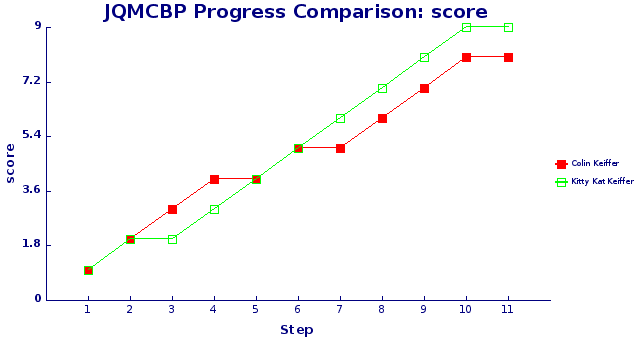 JQMCBP Progress Comparison: score
9
7.2
5.4
3.6
1.8
0
score
1 2 3 4 5 6 7 8 9 10 11
Step
Colin Keiffer
Kitty Kat Keiffer